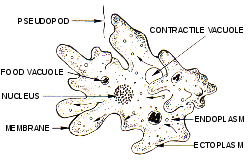 PSEUDOPOD
CONTRACTILE VACUOLE
FOOD VACUOLE
NUCLEUS
MEMBRANE
ENDOPLASM
ECTOPLASM